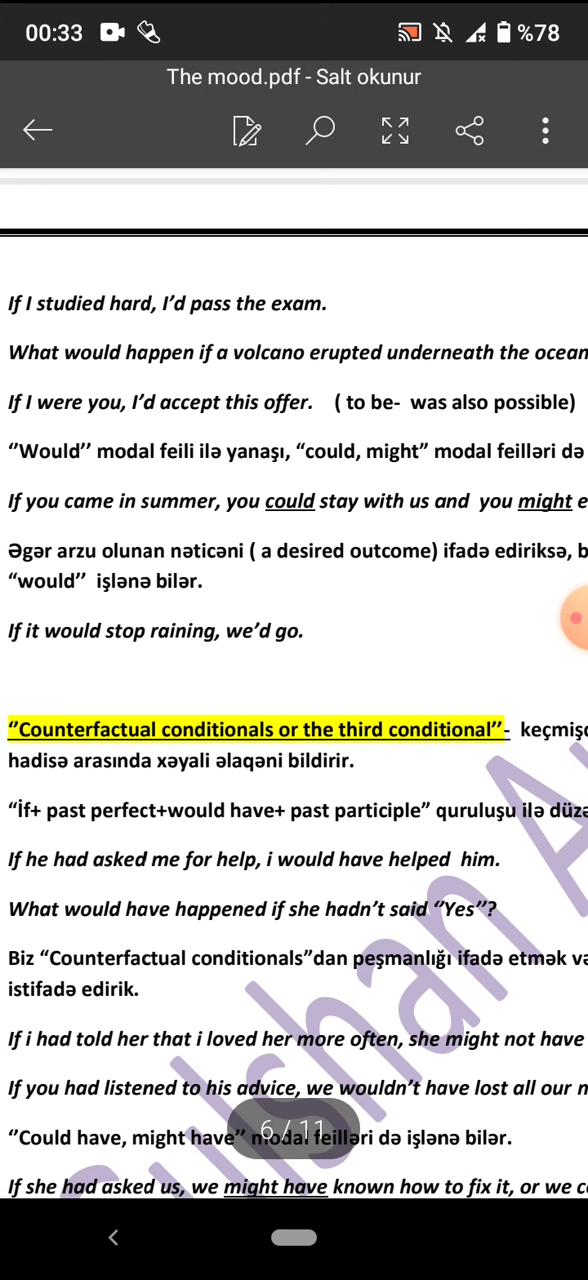 00:33 %78
The mood.pdf - Salt okunur
If I studied hard, I’d pass the exam.
What would happen if a volcano erupted underneath the ocean
If I were you, I’d accept this offer. ( to be- was also possible)
‘’Would’’ modal feili ilə yanaşı, “could, might” modal feilləri də
If you came in summer, you could stay with us and you might e
Əgər arzu olunan nəticəni ( a desired outcome) ifadə ediriksə, b
“would’’ işlənə bilər.
If it would stop raining, we’d go.
‘’Counterfactual conditionals or the third conditional’’- keçmişd
hadisə arasında xəyali əlaqəni bildirir.
“İf+ past perfect+would have+ past participle” quruluşu ilə düzə
If he had asked me for help, i would have helped him.
What would have happened if she hadn’t said ‘’Yes’’?
Biz “Counterfactual conditionals”dan peşmanlığı ifadə etmək və
istifadə edirik.
If i had told her that i loved her more often, she might not have
If you had listened to his advice, we wouldn’t have lost all our n
6 / 11
‘’Could have, might have’’ modal feilləri də işlənə bilər.
If she had asked us, we might have known how to fix it, or we c
Gulshan A